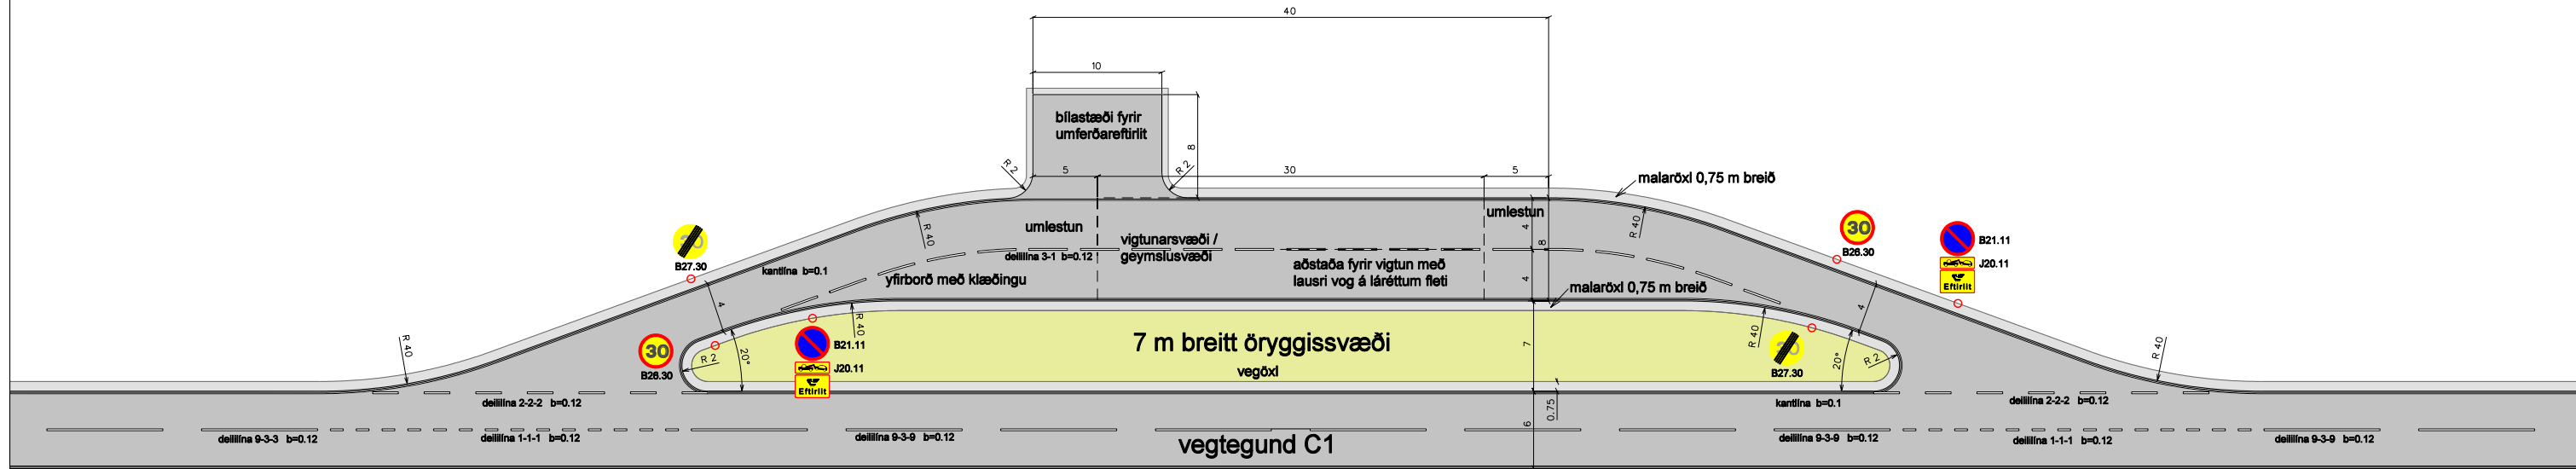 40
10
bílastæði fyrir
umferðareftirlit
8
R 2
R 2
5
30
5
malaröxl 0,75 m breið
umlestun
umlestun
R 40
R 40
4
8
4
vigtunarsvæði /
geymslusvæði
deililína 3-1 b=0.12
aðstaða fyrir vigtun með
lausri vog á láréttum fleti
yfirborð með klæðingu
kantlína b=0.1
malaröxl 0,75 m breið
30
B27.30
30
B26.30
B21.11
J20.11
Eftirlit
4
4
R 40
R 40
R 40
R 40
30
B26.30
R 2
20°
B21.11
J20.11
Eftirlit
7 m breitt öryggissvæði
vegöxl
7
30
B27.30
20°
R 2
deililína 2-2-2 b=0.12
0.75
kantlína b=0.1
deililína 2-2-2 b=0.12
deililína 9-3-3 b=0.12
deililína 1-1-1 b=0.12
deililína 9-3-9 b=0.12
vegtegund C1
6
deililína 9-3-9 b=0.12
deililína 1-1-1 b=0.12
deililína 9-3-9 b=0.12